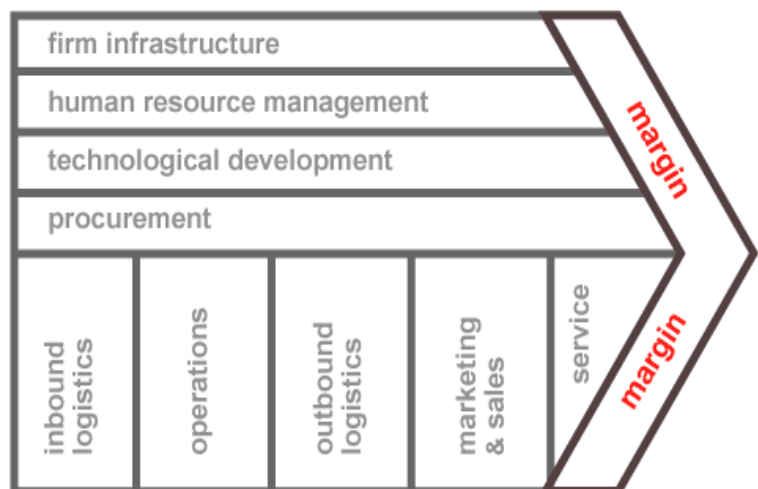 firm infrastructure
human resource management
technological development
procurement
margin
margin
inbound
logistics
operations
outbound
logistics
marketing
& sales
service